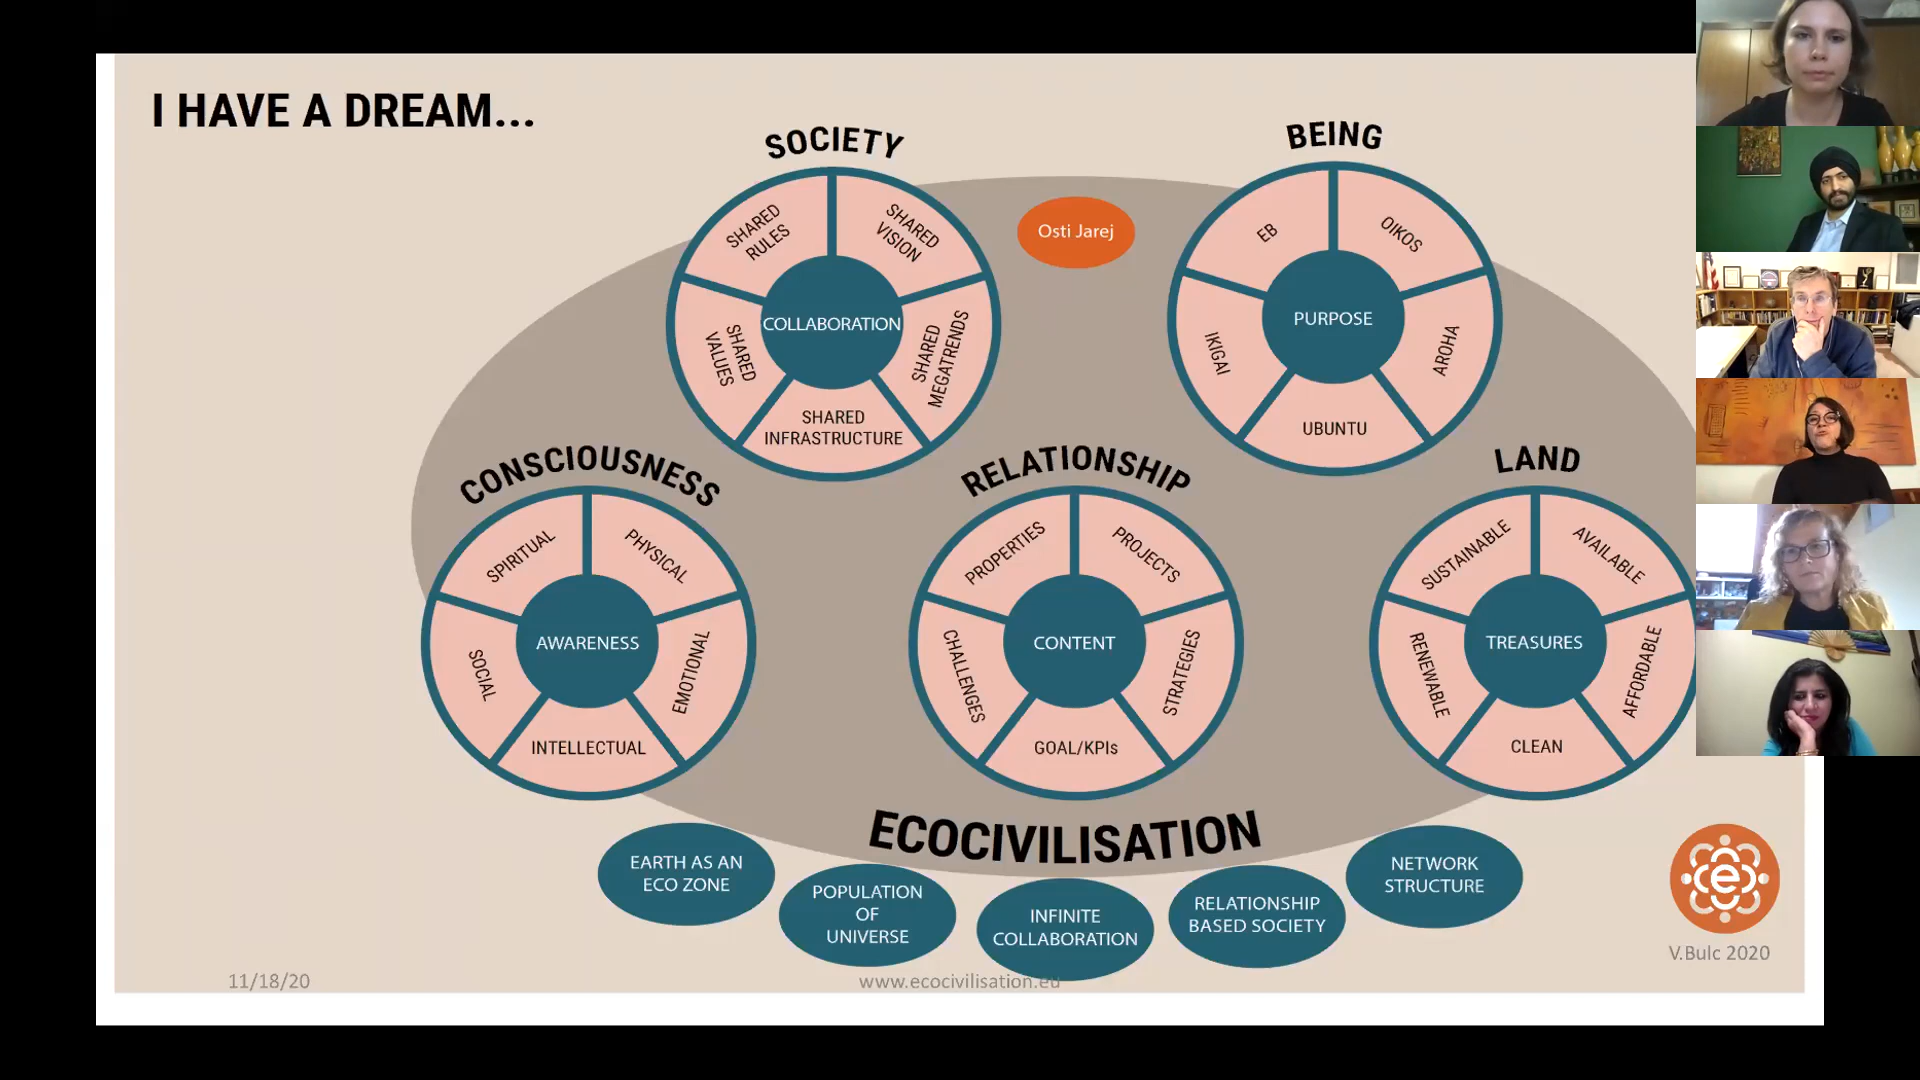 I HAVE A DREAM...
SOCIETY
SHARED
RULES
SHARED
VISION
SHARED
VALUES
COLLABORATION
SHARED
MEGATRENDS
SHARED
INFRASTRUCTURE
Osti Jarej
BEING
EB
OIKOS
IKIGAI
PURPOSE
AROHA
UBUNTU
CONSCIOUSNESS
SPIRITUAL
PHYSICAL
SOCIAL
AWARENESS
EMOTIONAL
INTELLECTUAL
RELATIONSHIP
PROPERTIES
PROJECTS
CHALLENGES
CONTENT
STRATEGIES
GOAL/KPIs
LAND
SUSTAINABLE
AVAILABLE
RENEWABLE
TREASURES
AFFORDABLE
CLEAN
ECOCIVILISATION
EARTH AS AN
ECO ZONE
POPULATION
OF
UNIVERSE
INFINITE
COLLABORATION
RELATIONSHIP
BASED SOCIETY
NETWORK
STRUCTURE
e
V.Bulc 2020
11/18/20
www.ecocivilisation.eu